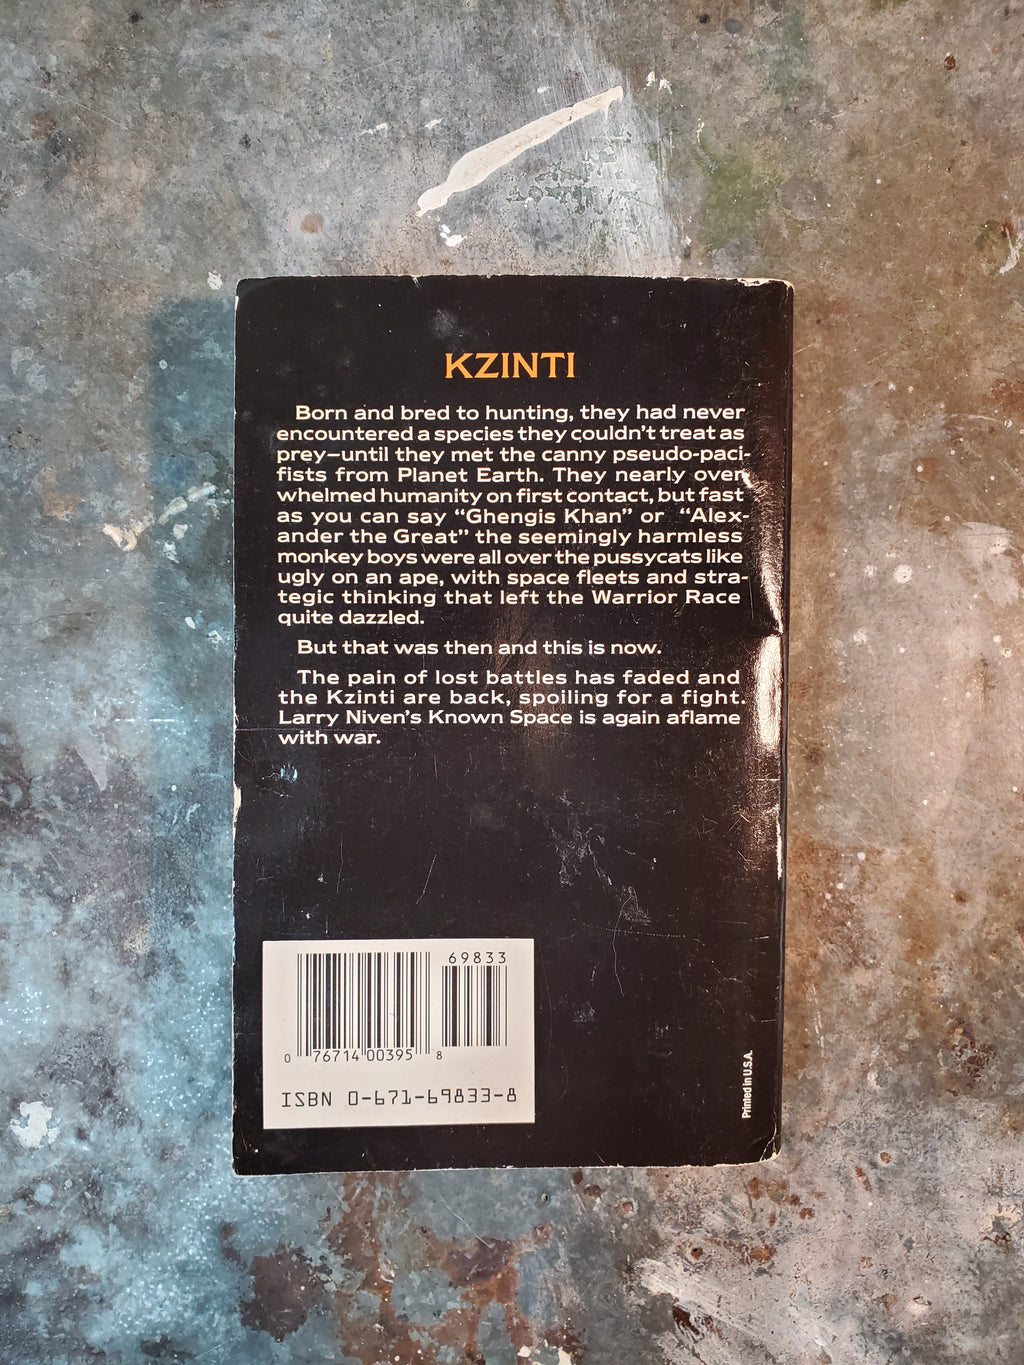 KZINTI
Born and bred to hunting, they had never
encountered a species they couldn't treat as
prey—until they met the canny pseudo-paci-
fists from Planet Earth. They nearly over
whelmed humanity on first contact, but fast
as you can say "Ghengis Khan" or "Alex-
ander the Great" the seemingly harmless
monkey boys were all over the pussycats like
ugly on an ape, with space fleets and stra-
tegic thinking that left the Warrior Race
quite dazzled.
But that was then and this is now.
The pain of lost battles has faded and
the Kzinti are back, spoiling for a fight.
Larry Niven's Known Space is again aflame
with war.
69833
0 76714 00395 8
ISBN 0-671-69833-8
Printed in U.S.A.